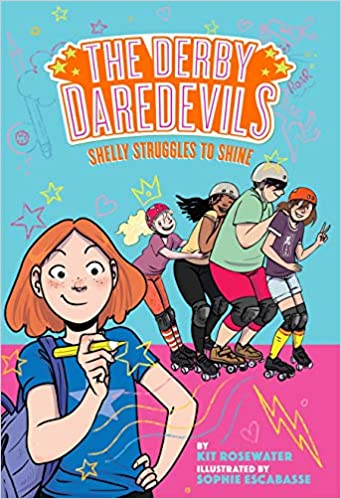 THE DERBY
DAREDEVILS
SHELLY STRUGGLES TO SHINE
BY
KIT ROSEWATER
ILLUSTRATED BY
SOPHIE ESCABASSE